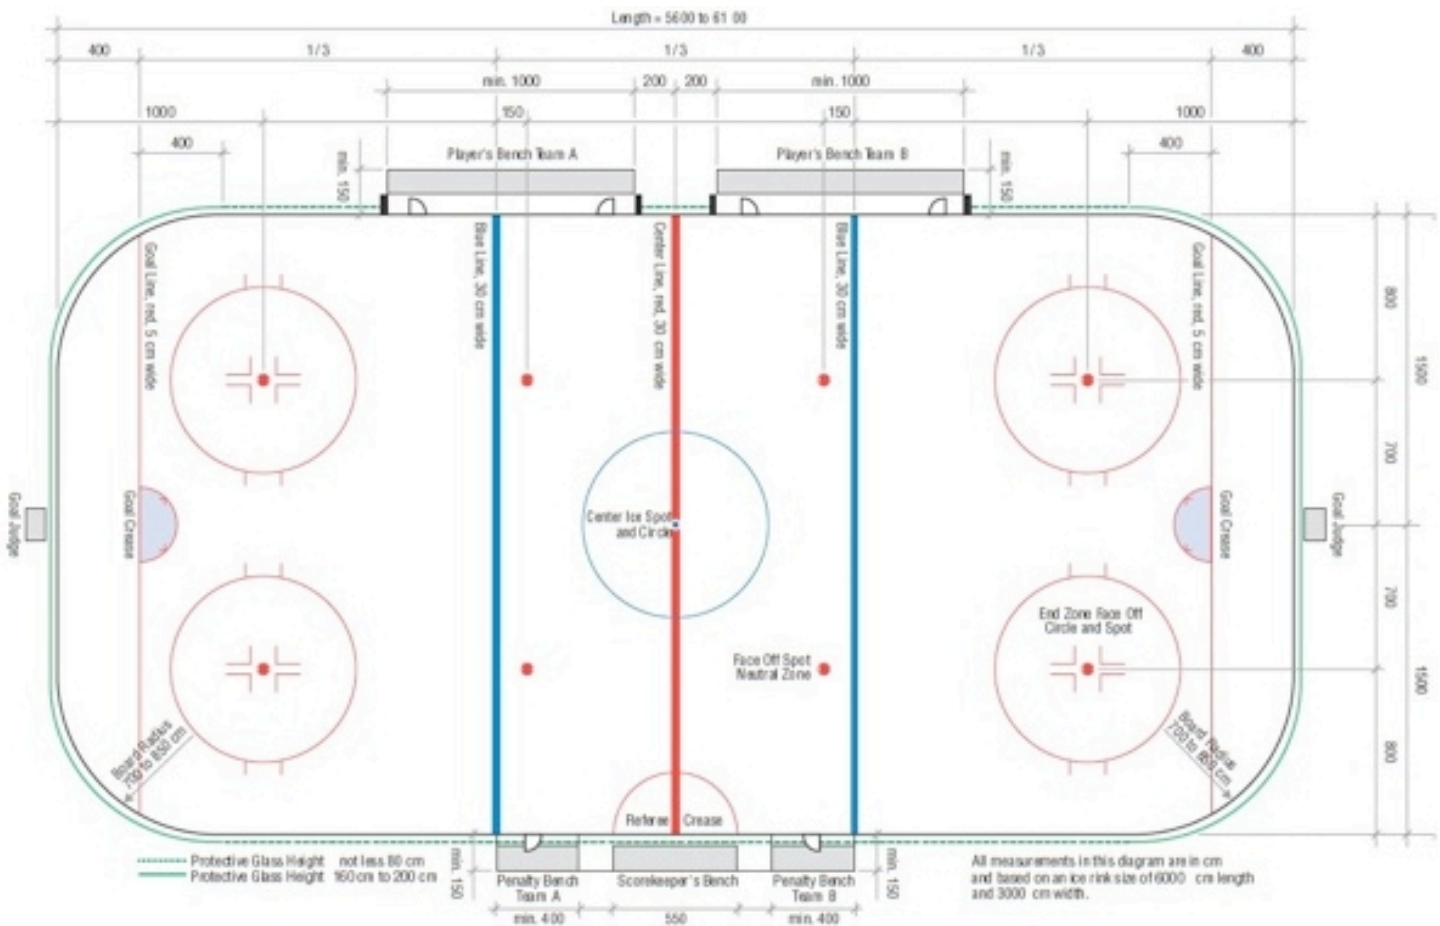 Length = 5600 to 61 00
400 1/3 1/3 1/3 400
min. 1000 200 200 min. 1000
1000 150 150 1000
400 400
min. 150 Player's Bench Team A Player's Bench Team B min. 150
Goal Line, red, 5 cm wide
Blue Line, 30 cm wide
Center Line, red, 30 cm wide
Blue Line, 30 cm wide
Goal Line, red, 5 cm wide
800
1500
700
Goal Judge
Goal Crease
Center Ice Spot
and Circle
Goal Crease
Goal Judge
700
End Zone Face Off
Circle and Spot
Face Off Spot
Neutral Zone
1500
800
Board Radius
700 to 850 cm
Board Radius
700 to 850 cm
Referee Crease
Protective Glass Height not less 80 cm
Protective Glass Height 160 cm to 200 cm
min. 150
Penalty Bench
Team A
Scorekeeper's Bench
Penalty Bench
Team B
min. 150
min. 400 550 min. 400
All measurements in this diagram are in cm
and based on an ice rink size of 6000 cm length
and 3000 cm width.